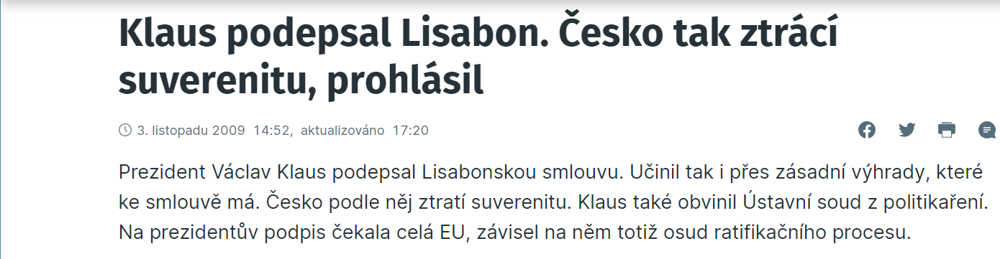 Klaus podepsal Lisabon. Česko tak ztrácí
suverenitu, prohlásil
3. listopadu 2009 14:52, aktualizováno 17:20
Prezident Václav Klaus podepsal Lisabonskou smlouvu. Učinil tak i přes zásadní výhrady, které
ke smlouvě má. Česko podle něj ztratí suverenitu. Klaus také obvinil Ústavní soud z politikaření.
Na prezidentův podpis čekala celá EU, závisel na něm totiž osud ratifikačního procesu.